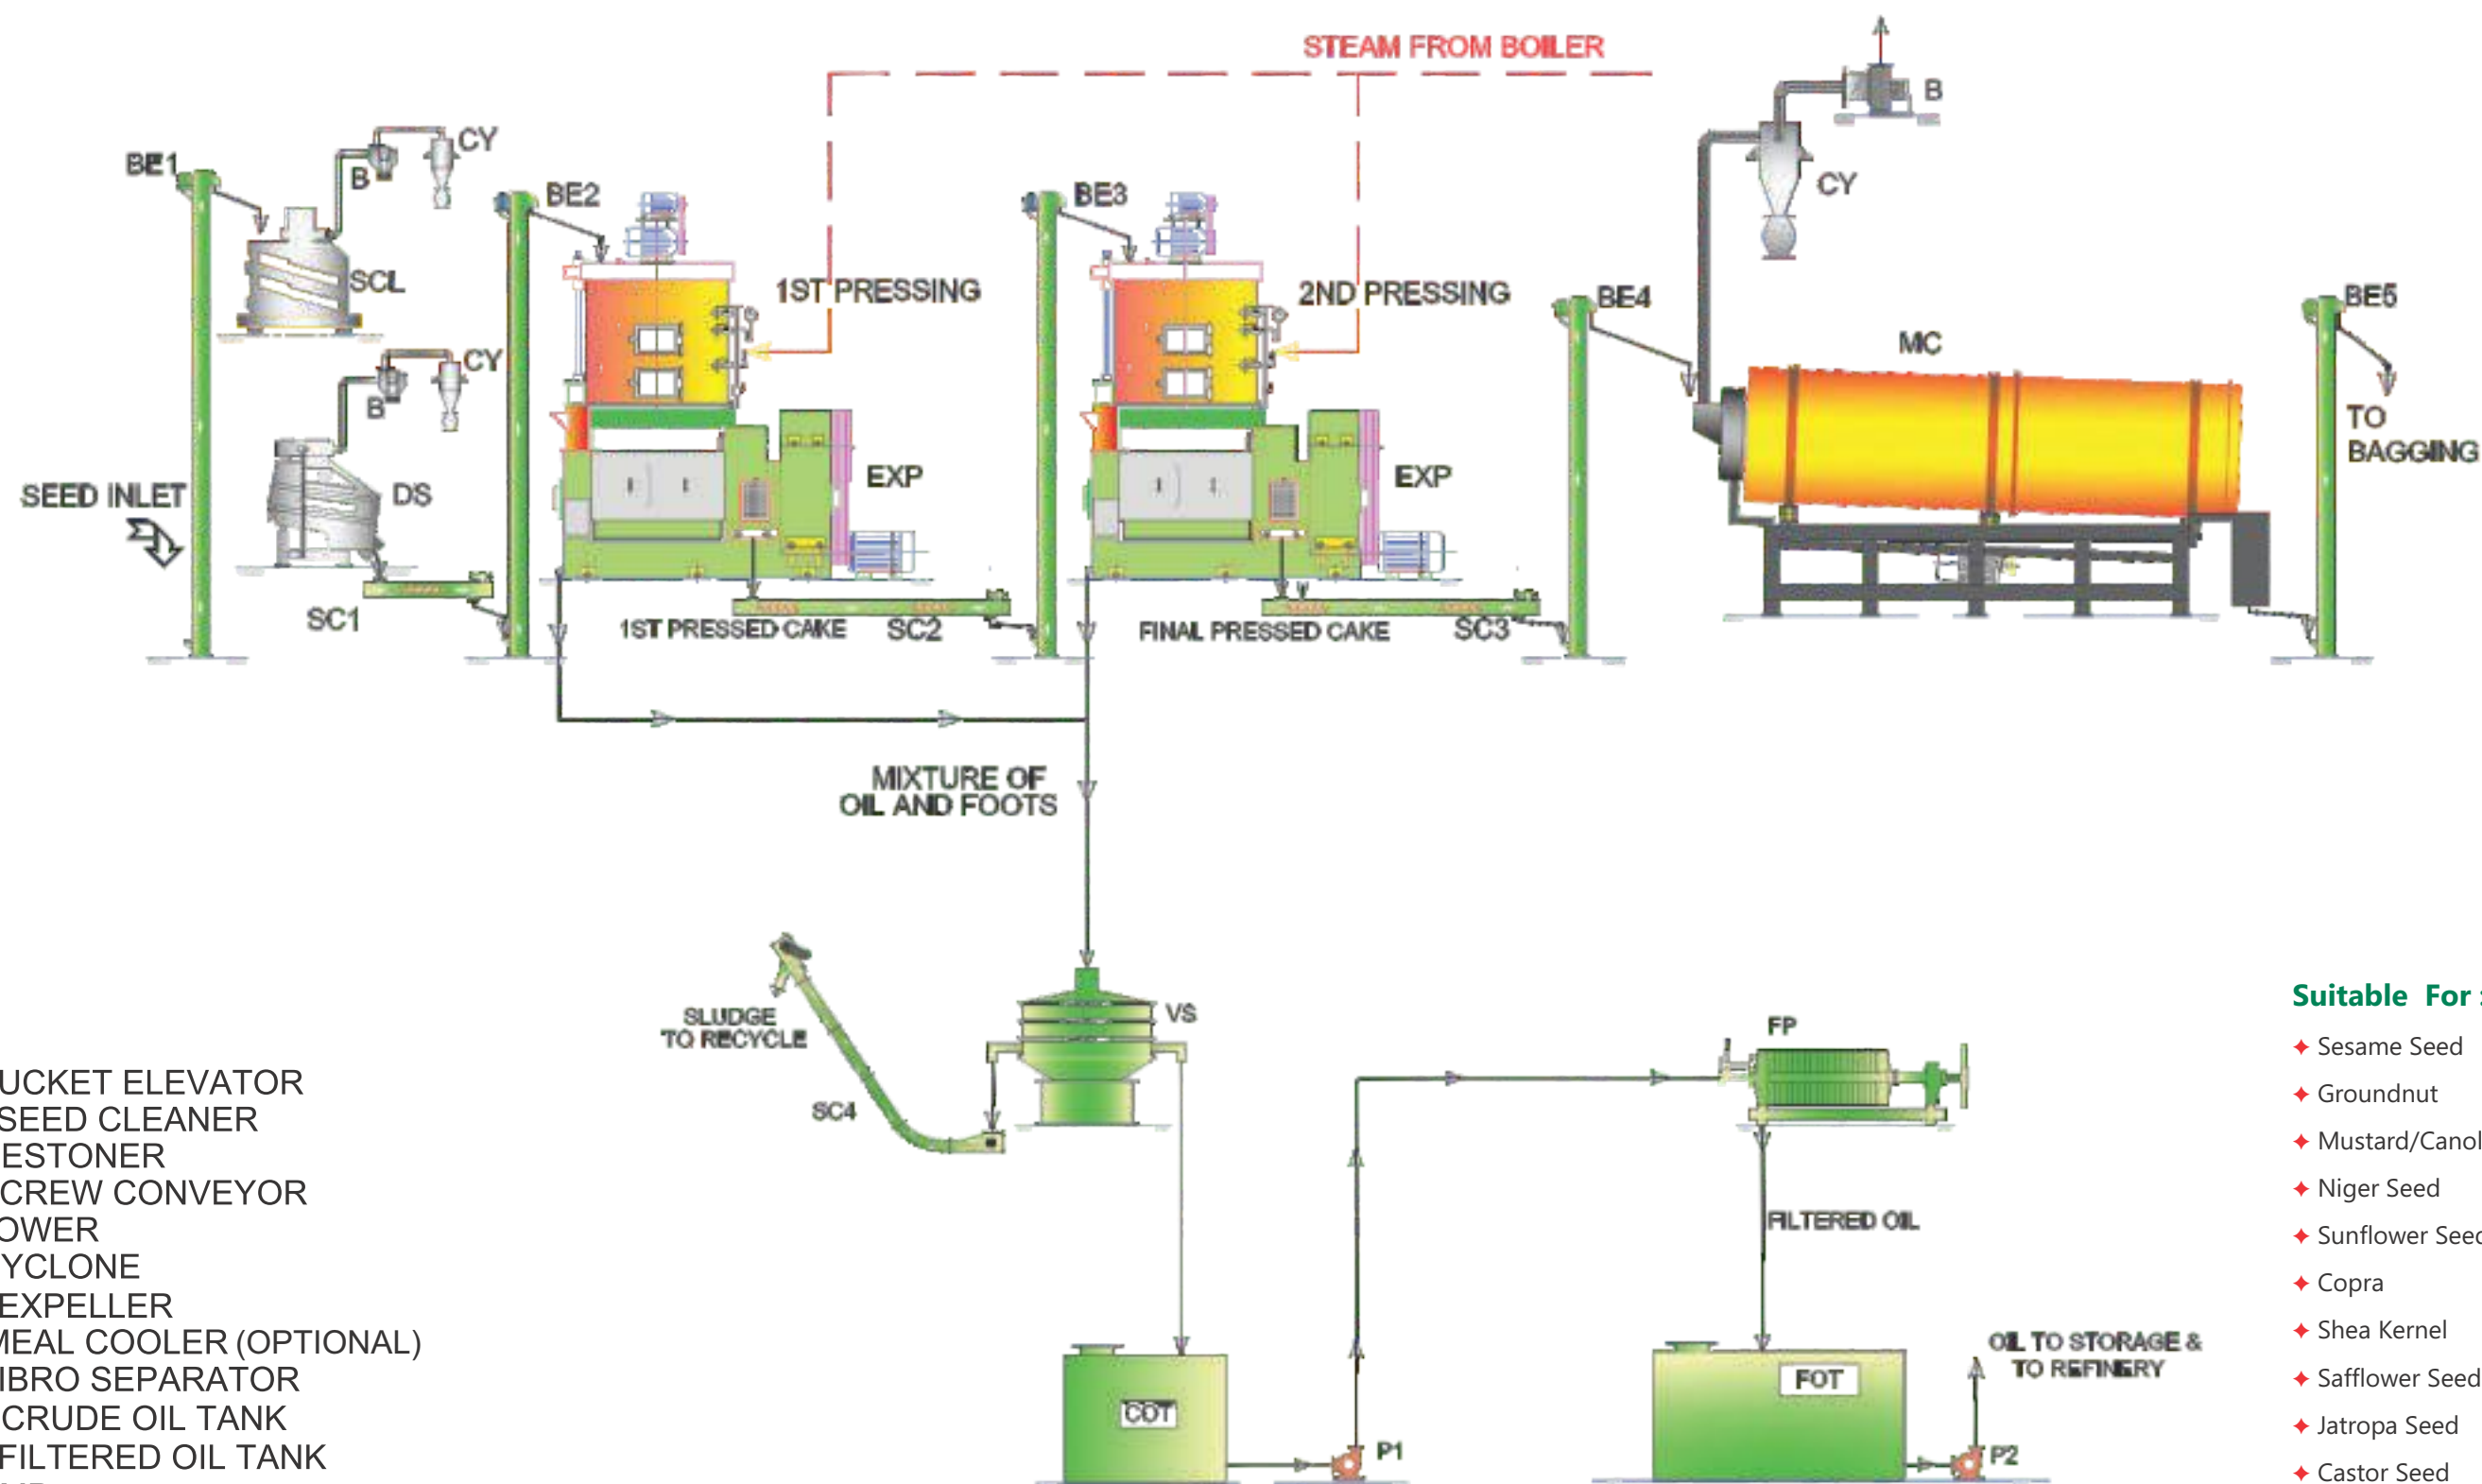 STEAM FROM BOILER
B
CY
BE1
B
CY
SCL
BE2
1ST PRESSING
BE3
2ND PRESSING
BE4
MC
BE5
TO
BAGGING
CY
B
DS
SEED INLET
EXP
EXP
SC1
1ST PRESSED CAKE
SC2
FINAL PRESSED CAKE
SC3
MIXTURE OF
OIL AND FOOTS
SLUDGE
TO RECYCLE
VS
SC4
FP
FILTERED OIL
COT
P1
FOT
OIL TO STORAGE &
TO REFINERY
P2
UCKET ELEVATOR
SEED CLEANER
ESTONER
CREW CONVEYOR
OWER
YCLONE
EXPELLER
MEAL COOLER (OPTIONAL)
IBRO SEPARATOR
CRUDE OIL TANK
FILTERED OIL TANK
Suitable For :
Sesame Seed
Groundnut
Mustard/Canol
Niger Seed
Sunflower Seed
Copra
Shea Kernel
Safflower Seed
Jatropa Seed
Castor Seed